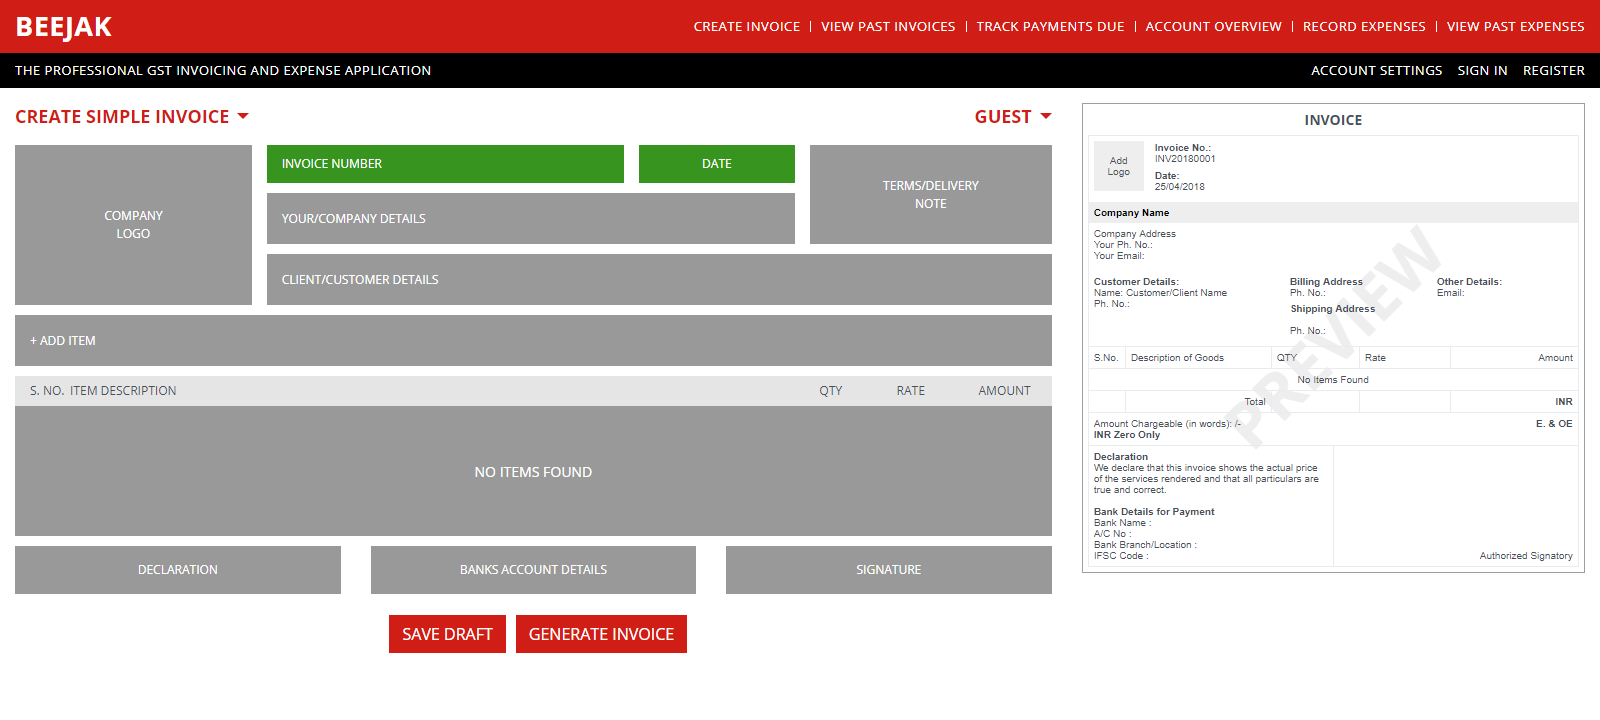 BEEJAK
CREATE INVOICE | VIEW PAST INVOICES | TRACK PAYMENTS DUE | ACCOUNT OVERVIEW | RECORD EXPENSES | VIEW PAST EXPENSES
THE PROFESSIONAL GST INVOICING AND EXPENSE APPLICATION
ACCOUNT SETTINGS SIGN IN REGISTER
CREATE SIMPLE INVOICE
GUEST
COMPANY
LOGO
INVOICE NUMBER
DATE
TERMS/DELIVERY
NOTE
YOUR/COMPANY DETAILS
CLIENT/CUSTOMER DETAILS
+ ADD ITEM
S. NO. ITEM DESCRIPTION QTY RATE AMOUNT
NO ITEMS FOUND
DECLARATION
BANKS ACCOUNT DETAILS
SIGNATURE
SAVE DRAFT
GENERATE INVOICE
INVOICE
Add
Logo
Invoice No.:
INV20180001
Date:
25/04/2018
Company Name
Company Address
Your Ph. No.:
Your Email:
Customer Details:
Name: Customer/Client Name
Ph. No.:
Billing Address
Ph. No.:
Shipping Address
Ph. No.:
Other Details:
Email:
PREVIEW
S.No. Description of Goods QTY Rate Amount
No Items Found
Total INR
Amount Chargeable (in words): /- E. & OE
INR Zero Only
Declaration
We declare that this invoice shows the actual price
of the services rendered and that all particulars are
true and correct.
Bank Details for Payment
Bank Name :
A/C No :
Bank Branch/Location :
IFSC Code :
Authorized Signatory